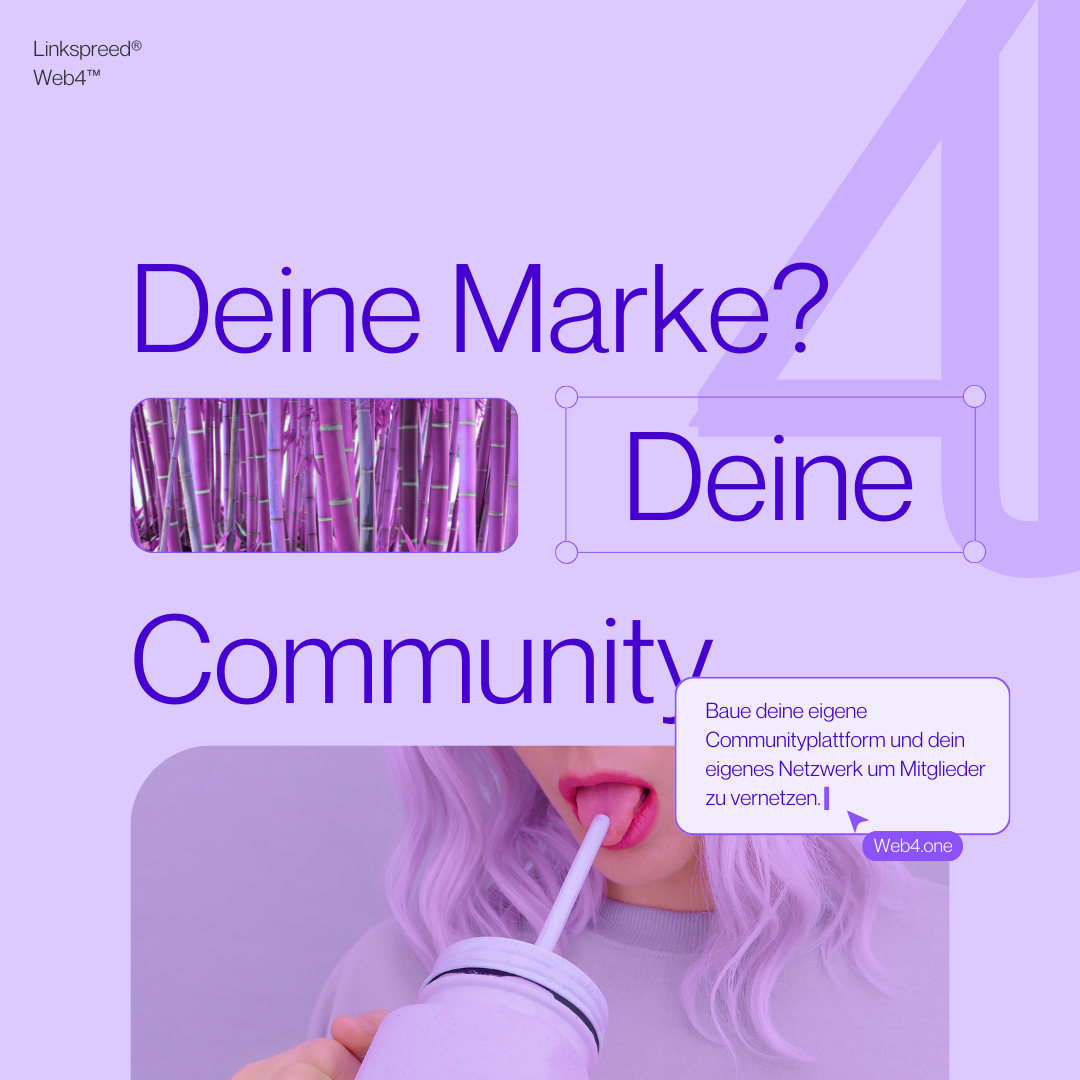 Linkspreed®
Web4™
Deine Marke?
Deine
Community
Baue deine eigene
Communityplattform und dein
eigenes Netzwerk um Mitglieder
zu vernetzen.
Web4.one
4